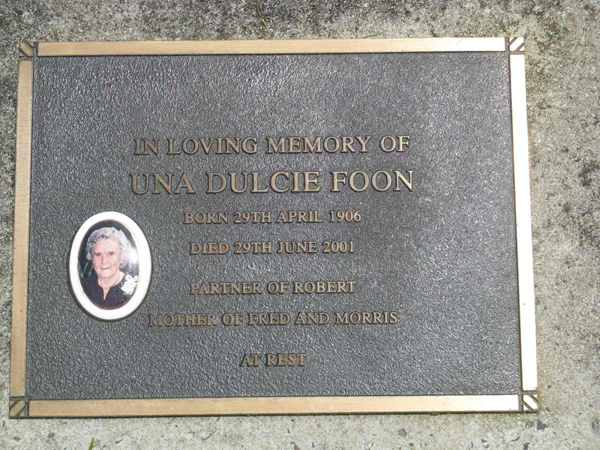 IN LOVING MEMORY OF
UNA DULCIE FOON
BORN 29TH APRIL 1906
DIED 29TH JUNE 2001
PARTNER OF ROBERT
MOTHER OF FRED AND MORRIS
AT REST